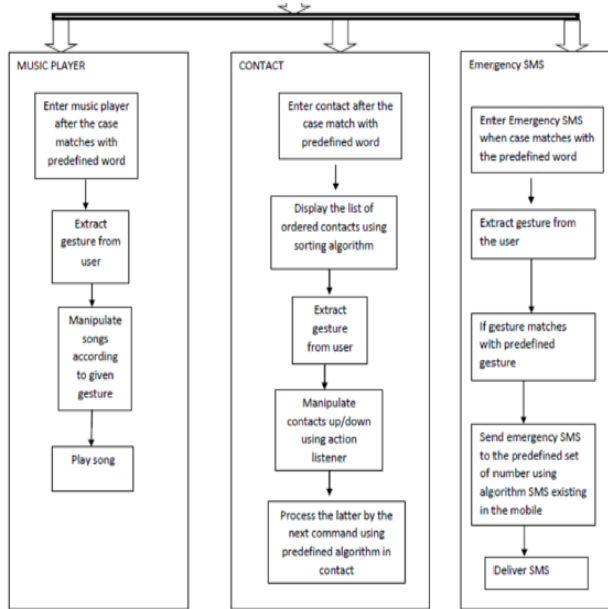 MUSIC PLAYER
Enter music player
after the case
matches with
predefined word
Extract
gesture from
user
Manipulate
songs
according
to given
gesture
Play song
CONTACT
Enter contact after the
case match with
predefined word
Display the list of
ordered contacts using
sorting algorithm
Extract
gesture
from user
Manipulate
contacts up/down
using action
listener
Process the latter by the
next command using
predefined algorithm in
contact
Emergency SMS
Enter Emergency SMS
when case matches with
the predefined word
Extract gesture from
the user
If gesture matches
with predefined
gesture
Send emergency SMS
to the predefined set
of number using
algorithm SMS existing
in the mobile
Deliver SMS